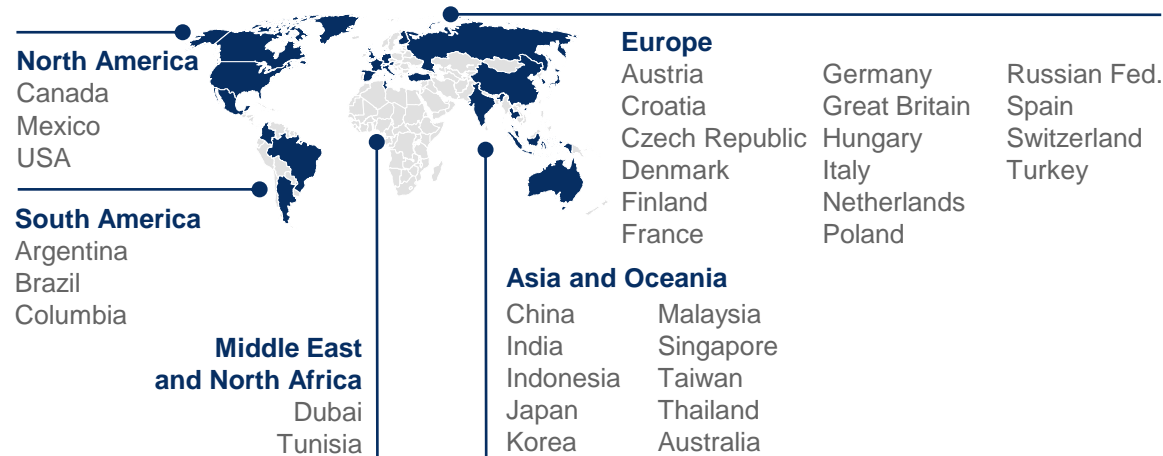 North America
Canada
Mexico
USA
South America
Argentina
Brazil
Columbia
Middle East
and North Africa
Dubai
Tunisia
Europe
Austria
Croatia
Czech Republic
Denmark
Finland
France
Germany
Great Britain
Hungary
Italy
Netherlands
Poland
Russian Fed.
Spain
Switzerland
Turkey
Asia and Oceania
China
India
Indonesia
Japan
Korea
Malaysia
Singapore
Taiwan
Thailand
Australia